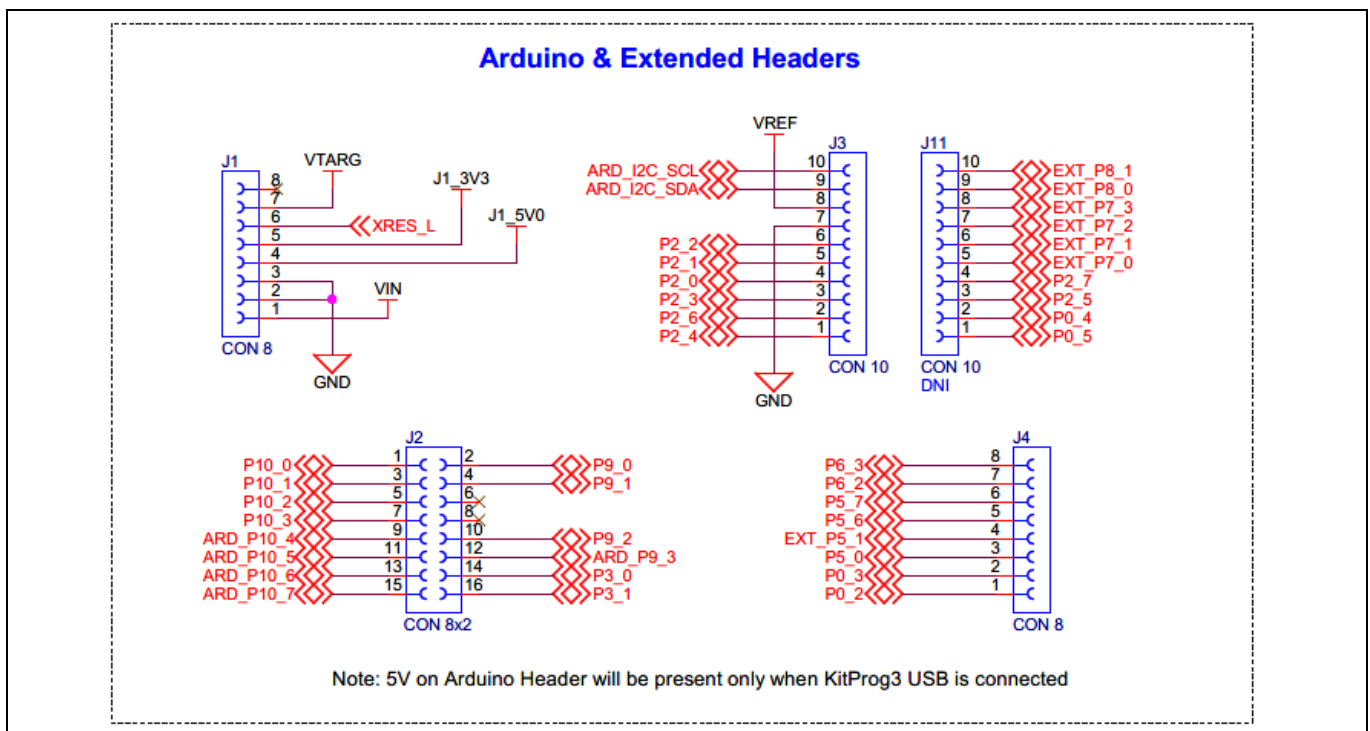 Arduino & Extended Headers
J1
8
7
6
5
4
3
2
1
VTARG
J1_3V3
J1_5V0
XRES_L
VIN
CON 8
GND
VREF
J3
ARD_I2C_SCL 10
ARD_I2C_SDA 9
8
7
P2_2 6
P2_1 5
P2_0 4
P2_3 3
P2_6 2
P2_4 1
CON 10
GND
J11
10 EXT_P8_1
9 EXT_P8_0
8 EXT_P7_3
7 EXT_P7_2
6 EXT_P7_1
5 EXT_P7_0
4 P2_7
3 P2_5
2 P0_4
1 P0_5
CON 10
DNI
J2
P10_0 1 2 P9_0
P10_1 3 4 P9_1
P10_2 5 6
P10_3 7 8
ARD_P10_4 9 10 P9_2
ARD_P10_5 11 12 ARD_P9_3
ARD_P10_6 13 14 P3_0
ARD_P10_7 15 16 P3_1
CON 8x2
J4
P6_3 8
P6_2 7
P5_7 6
P5_6 5
EXT_P5_1 4
P5_0 3
P0_3 2
P0_2 1
CON 8
Note: 5V on Arduino Header will be present only when KitProg3 USB is connected